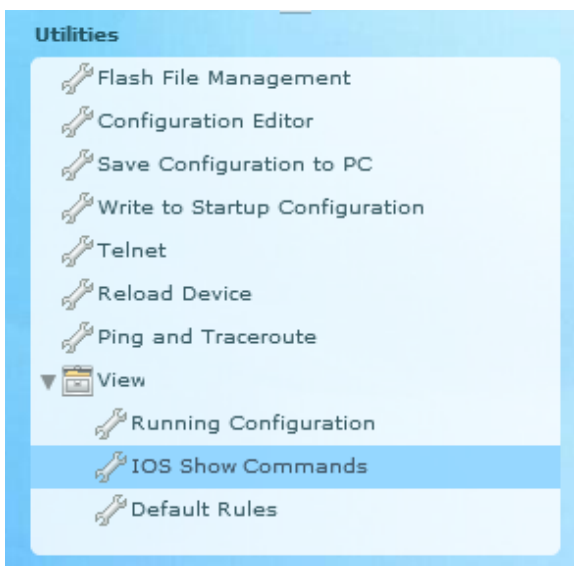 Utilities
Flash File Management
Configuration Editor
Save Configuration to PC
Write to Startup Configuration
Telnet
Reload Device
Ping and Traceroute
View
Running Configuration
IOS Show Commands
Default Rules